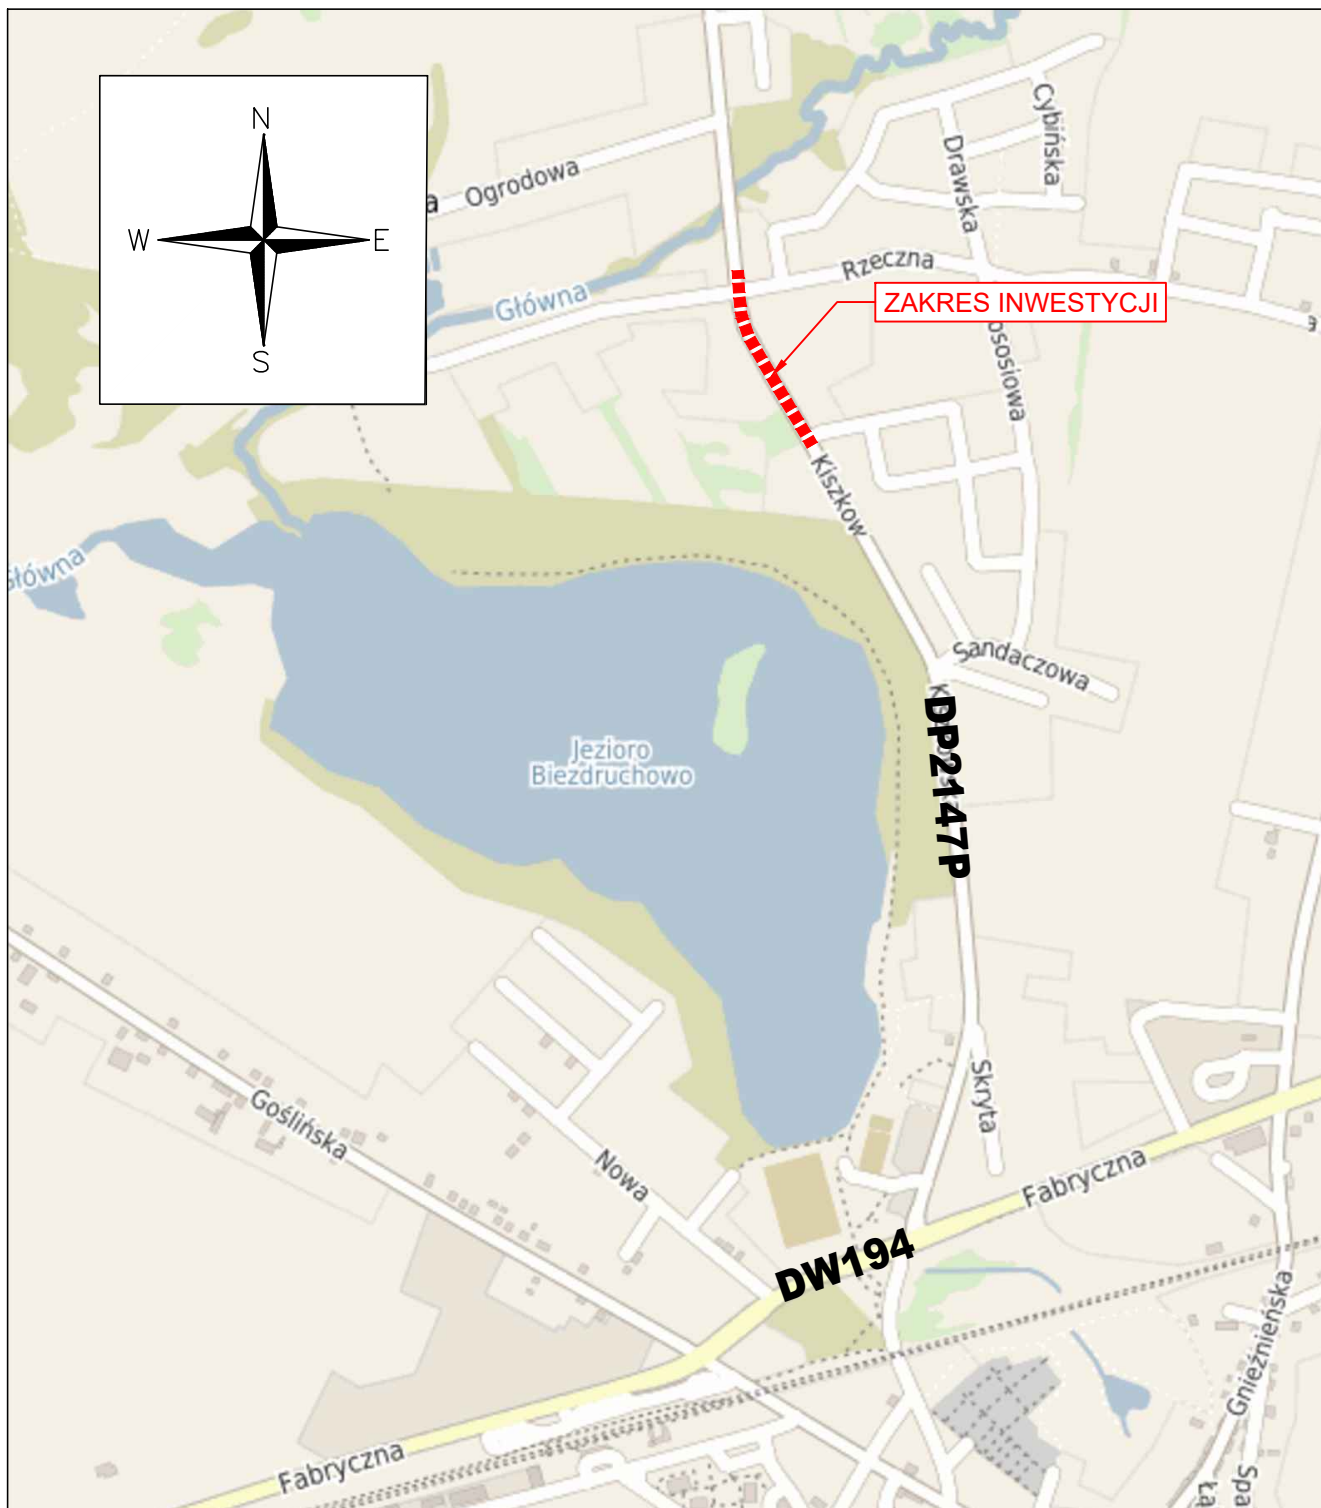 N
W
E
S
Cybińska
Drawska
Ogrodowa
a
Rzeczna
Główna
ZAKRES INWESTYCJI
ososiowa
Kiszkow
Główna
Sandaczowa
DP2147P
Jezioro
Biezdruchowo
Skryta
Goślińska
Nowa
Fabryczna
DW194
Gnieźnieńska
Fabryczna
Spa